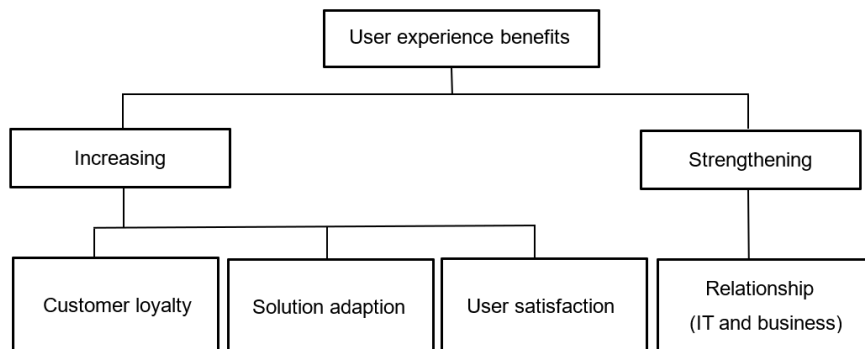 User experience benefits
Increasing
Strengthening
Customer loyalty
Solution adaption
User satisfaction
Relationship
(IT and business)